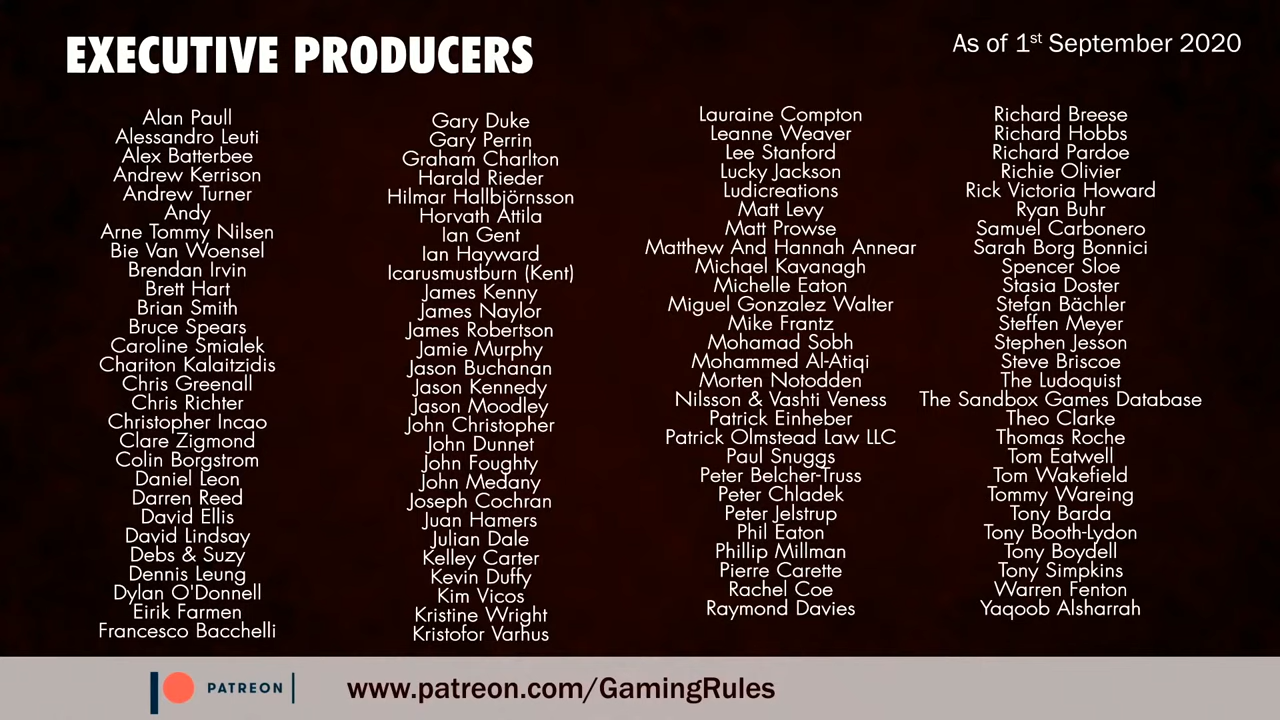 EXECUTIVE PRODUCERS
As of 1st September 2020
Alan Paull
Alessandro Leuti
Alex Batterbee
Andrew Kerrison
Andrew Turner
Andy
Arne Tommy Nilsen
Bie Van Woensel
Brendan Irvin
Brett Hart
Brian Smith
Bruce Spears
Caroline Smialek
Chariton Kalaitzidis
Chris Greenall
Chris Richter
Christopher Incao
Clare Zigmond
Colin Borgstrom
Daniel Leon
Darren Reed
David Ellis
David Lindsay
Debs & Suzy
Dennis Leung
Dylan O'Donnell
Eirik Farmen
Francesco Bacchelli
Gary Duke
Gary Perrin
Graham Charlton
Harald Rieder
Hilmar Hallbjörnsson
Horvath Attila
Ian Gent
Ian Hayward
Icarusmustburn (Kent)
James Kenny
James Naylor
James Robertson
Jamie Murphy
Jason Buchanan
Jason Kennedy
Jason Moodley
John Christopher
John Dunnet
John Foughty
John Medany
Joseph Cochran
Juan Hamers
Julian Dale
Kelley Carter
Kevin Duffy
Kim Vicos
Kristine Wright
Kristofor Varhus
Lauraine Compton
Leanne Weaver
Lee Stanford
Lucky Jackson
Ludicreations
Matt Levy
Matt Prowse
Matthew And Hannah Annear
Michael Kavanagh
Michelle Eaton
Miguel Gonzalez Walter
Mike Frantz
Mohamad Sobh
Mohammed Al-Atiqi
Morten Notodden
Nilsson & Vashti Veness
Patrick Einheber
Patrick Olmstead Law LLC
Paul Snuggs
Peter Belcher-Truss
Peter Chladek
Peter Jelstrup
Phil Eaton
Phillip Millman
Pierre Carette
Rachel Coe
Raymond Davies
Richard Breese
Richard Hobbs
Richard Pardoe
Richie Olivier
Rick Victoria Howard
Ryan Buhr
Samuel Carbonero
Sarah Borg Bonnici
Spencer Sloe
Stasia Doster
Stefan Bächler
Steffen Meyer
Stephen Jesson
Steve Briscoe
The Ludoquist
The Sandbox Games Database
Theo Clarke
Thomas Roche
Tom Eatwell
Tom Wakefield
Tommy Wareing
Tony Barda
Tony Booth-Lydon
Tony Boydell
Tony Simpkins
Warren Fenton
Yaqoob Alsharrah
PATREON
www.patreon.com/GamingRules